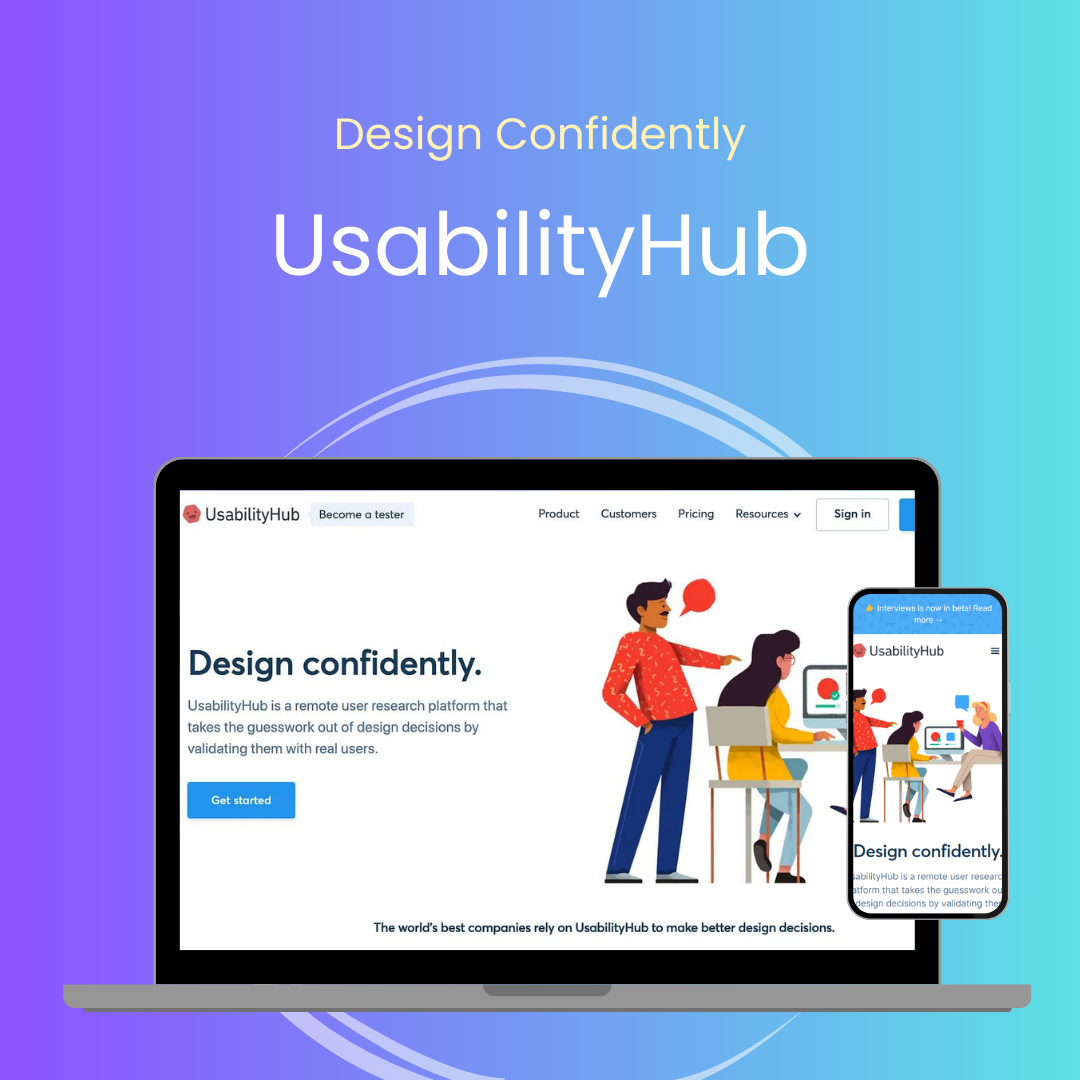 Design Confidently
UsabilityHub
UsabilityHub
Become a tester
Product
Customers
Pricing
Resources
Sign in
Design confidently.
UsabilityHub is a remote user research platform that
takes the guesswork out of design decisions by
validating them with real users.
Get started
The world's best companies rely on UsabilityHub to make better design decisions.
Interviews is now in beta! Read
more →
UsabilityHub
Design confidently.
sabilityHub is a remote user researc
atform that takes the guesswork ou
design decisions by validating the